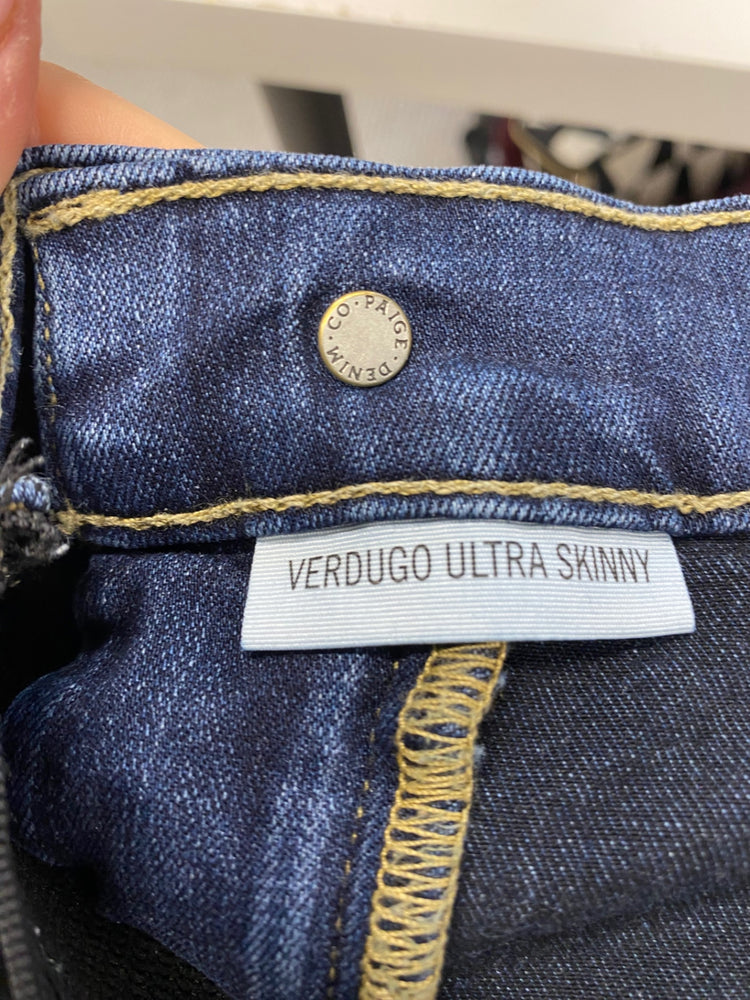 PAIGE · DENIM · CO ·
VERDUGO ULTRA SKINNY